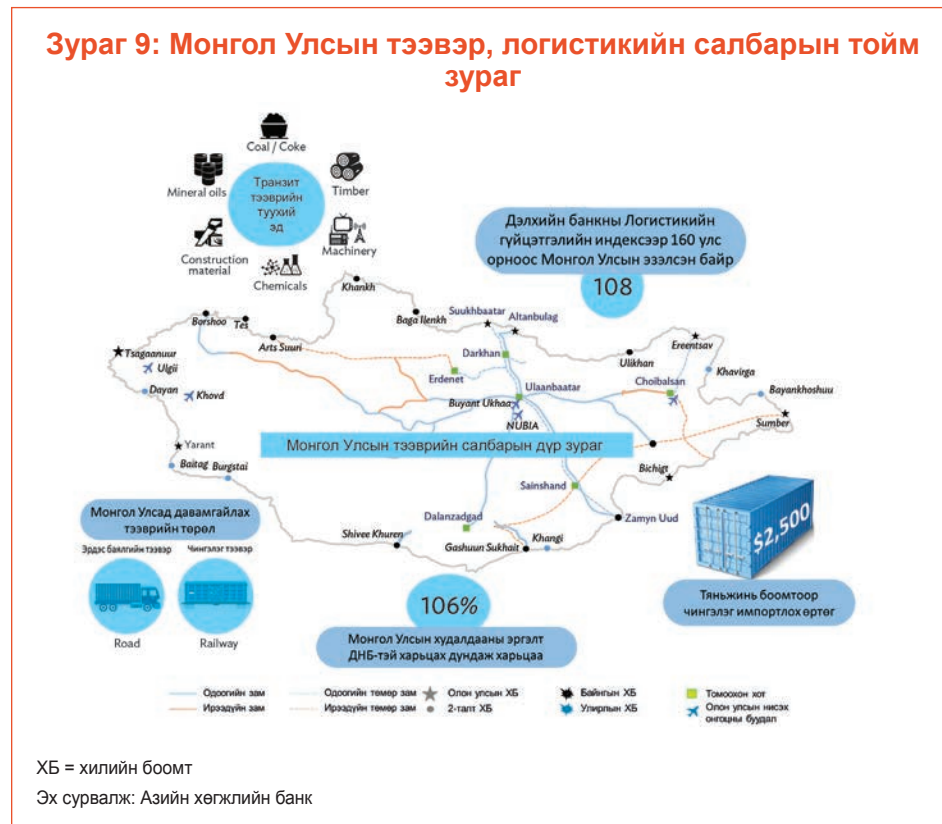 Зураг 9: Монгол Улсын тээвэр, логистикийн салбарын тойм
зураг
Coal / Coke
Mineral oils
Timber
Транзит
тээврийн
туухий
эд
Construction
material
Machinery
Chemicals
Дэлхийн банкны Логистикийн
гүйцэтгэлийн индексээр 160 улс
орноос Монгол Улсын эзэлсэн байр
108
Khankh
Suukhbaatar
Altanbulag
Borshoo
Tes
Baga Ilenkh
Arts Suuri
Ereentsav
Tsagaanuur
Darkhan
Ulikhan
Ulgii
Khavirga
Erdenet
Ulaanbaatar
Choibalsan
Bayankhoshuu
Dayan
Khovd
Buyant Ukhaa
NUBIA
Sumber
Yarant
Монгол Улсын тээврийн салбарын дүр зураг
Baitag
Burgstai
Bichigt
Sainshand
Монгол Улсад давамгайлах
тээврийн төрөл
Dalanzadgad
Zamyn Uud
Shivee Khuren
Gashuun Sukhait
Khangi
$2,500
Эрдэс баялгийн тээвэр
Чингэлэг тээвэр
Road
Railway
106%
Тяньжинь боомтоор
чингэлэг импортлох өртөг
Монгол Улсын худалдааны эргэлт
ДНБ-тэй харьцах дундаж харьцаа
Одоогийн зам
Одоогийн төмөр зам
Олон улсын ХБ
Байнгын ХБ
Томоохон хот
Ирээдүйн зам
Ирээдүйн төмөр зам
2-талт ХБ
Улирлын ХБ
Олон улсын нисэх
онгоцны буудал
ХБ = хилийн боомт
Эх сурвалж: Азийн хөгжлийн банк